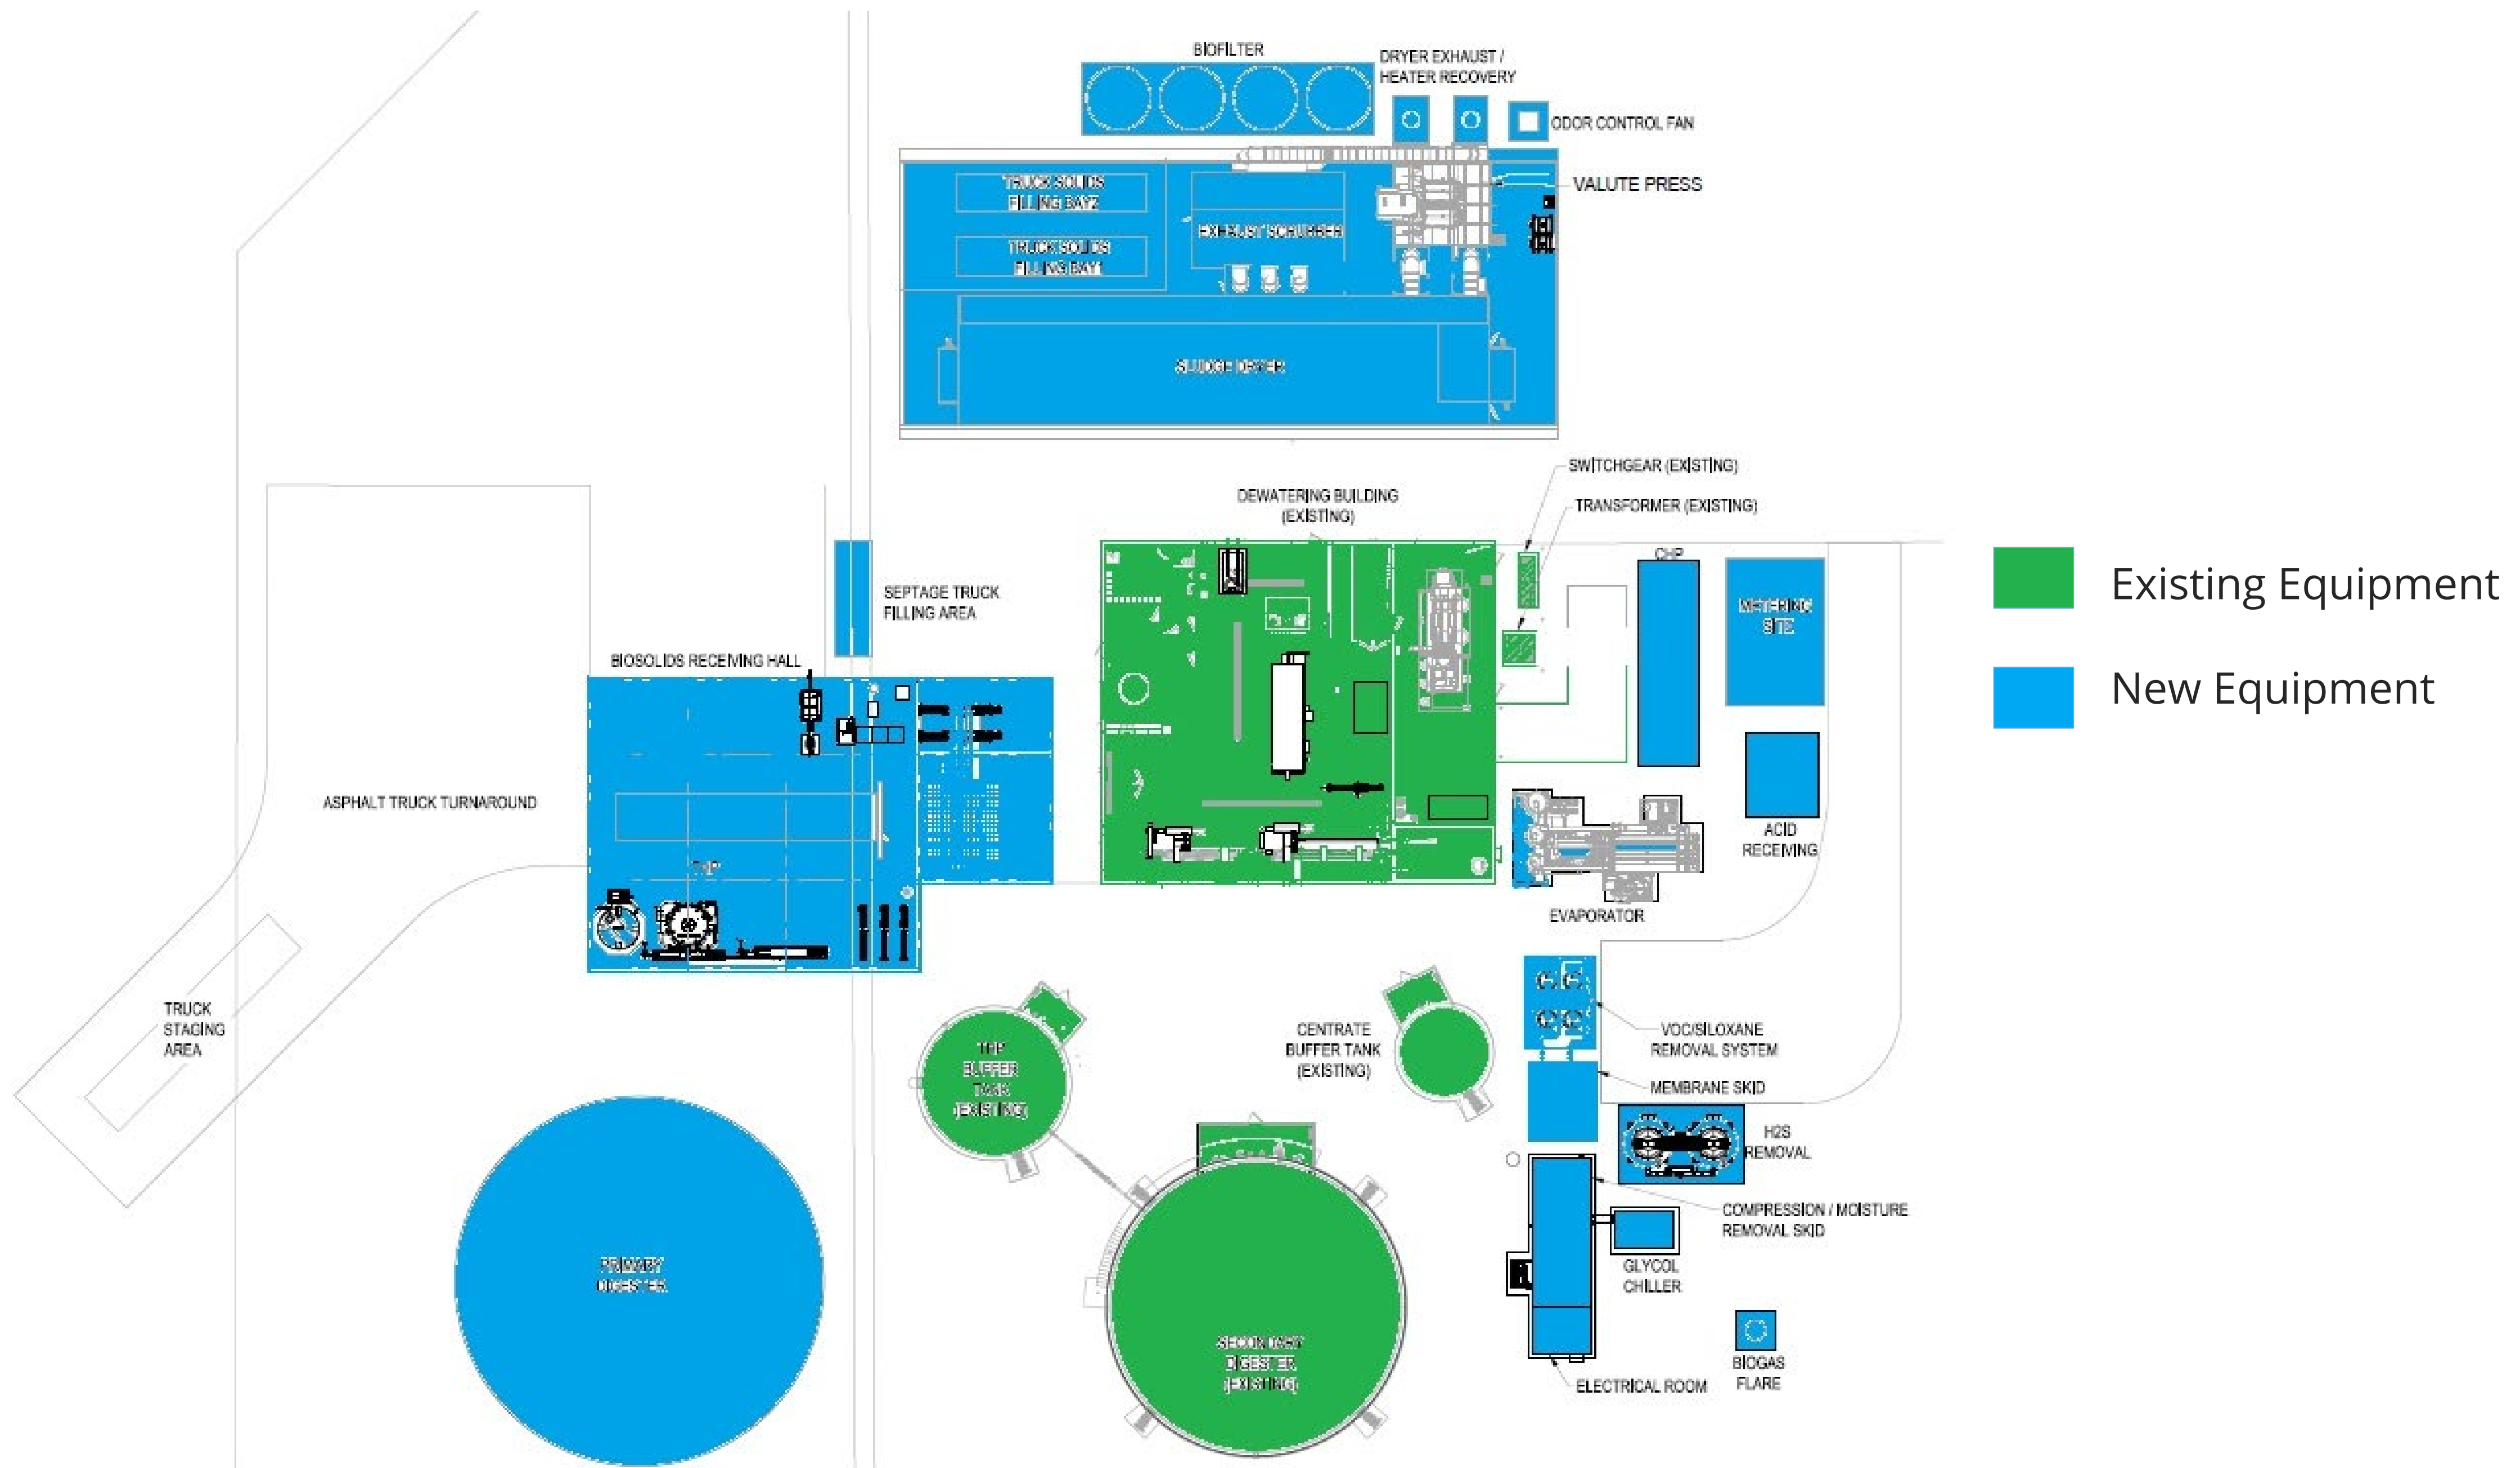 BIOFILTER
DRYER EXHAUST /
HEATER RECOVERY
ODOR CONTROL FAN
TRUCK SOLIDS
FILLING BAY2
VALUTE PRESS
EXHAUST SCRUBBER
TRUCK SOLIDS
FILLING BAY1
SLUDGE DRYER
SWITCHGEAR (EXISTING)
DEWATERING BUILDING
(EXISTING)
TRANSFORMER (EXISTING)
CHP
SEPTAGE TRUCK
FILLING AREA
METERING
SITE
Existing Equipment
New Equipment
BIOSOLIDS RECEIVING HALL
ASPHALT TRUCK TURNAROUND
ACID
RECEIVING
EVAPORATOR
TRUCK
STAGING
AREA
THP
BUFFER
TANK
(EXISTING)
CENTRATE
BUFFER TANK
(EXISTING)
VOC/SILOXANE
REMOVAL SYSTEM
MEMBRANE SKID
H2S
REMOVAL
COMPRESSION / MOISTURE
REMOVAL SKID
GLYCOL
CHILLER
PRIMARY
DIGESTER
SECONDARY
DIGESTER
(EXISTING)
BIOGAS
FLARE
ELECTRICAL ROOM